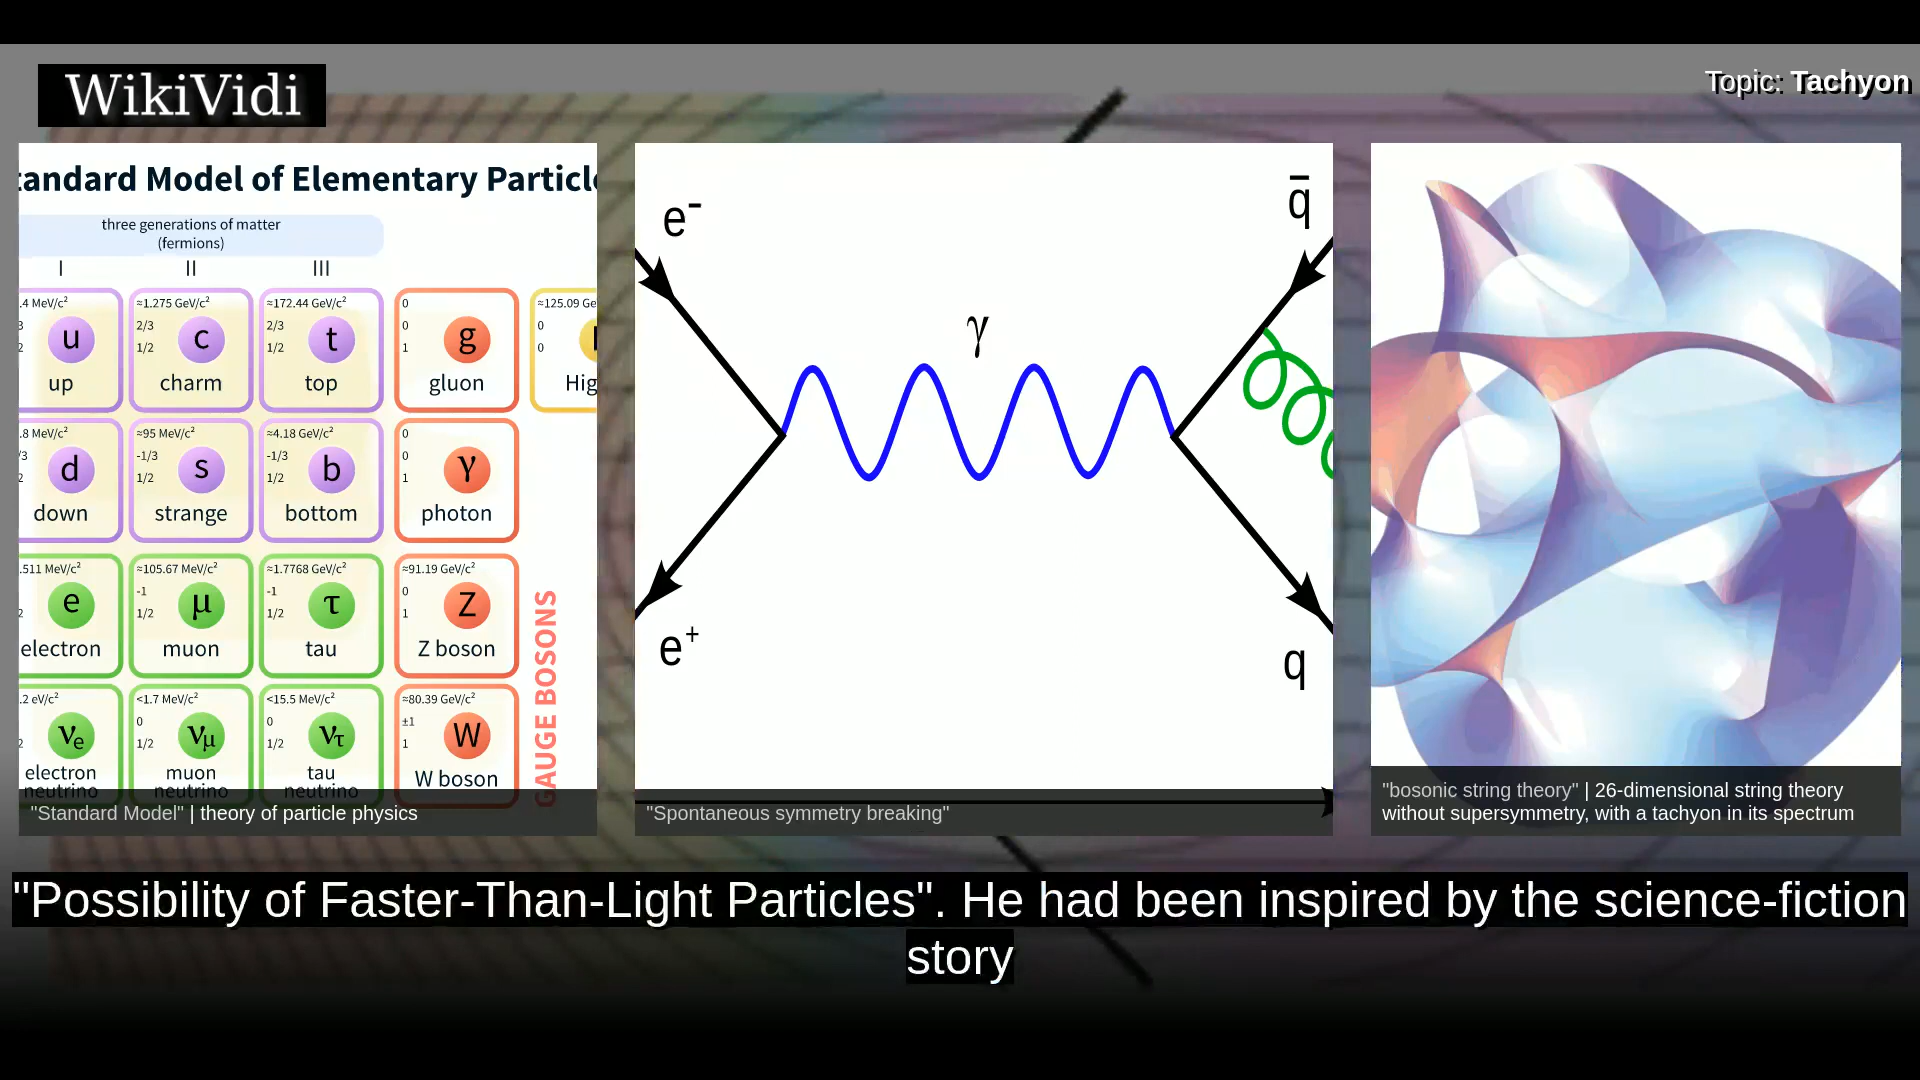 WikiVidi
Topic: Tachyon
tandard Model of Elementary Particle
three generations of matter
(fermions)
I II III
.4 MeV/c² ≈1.275 GeV/c² ≈172.44 GeV/c² 0 ≈125.09 Ge
3 2/3 2/3 0 0
2 1/2 1/2 1 0
u c t g
up charm top gluon Hig
.8 MeV/c² ≈95 MeV/c² ≈4.18 GeV/c² 0
/3 -1/3 -1/3 0
2 1/2 1/2 1
d s b γ
down strange bottom photon
.511 MeV/c² ≈105.67 MeV/c² ≈1.7768 GeV/c² ≈91.19 GeV/c²
-1 -1 0
2 1/2 1/2 1
e μ τ Z
electron muon tau Z boson
.2 eV/c² <1.7 MeV/c² <15.5 MeV/c² ≈80.39 GeV/c²
0 0 ±1
2 1/2 1/2 1
νe νμ ντ W
electron muon tau W boson
neutrino neutrino neutrino
GAUGE BOSONS
"Standard Model" | theory of particle physics
e- q̄
γ
e+ q
"Spontaneous symmetry breaking"
"bosonic string theory" | 26-dimensional string theory
without supersymmetry, with a tachyon in its spectrum
"Possibility of Faster-Than-Light Particles". He had been inspired by the science-fiction
story